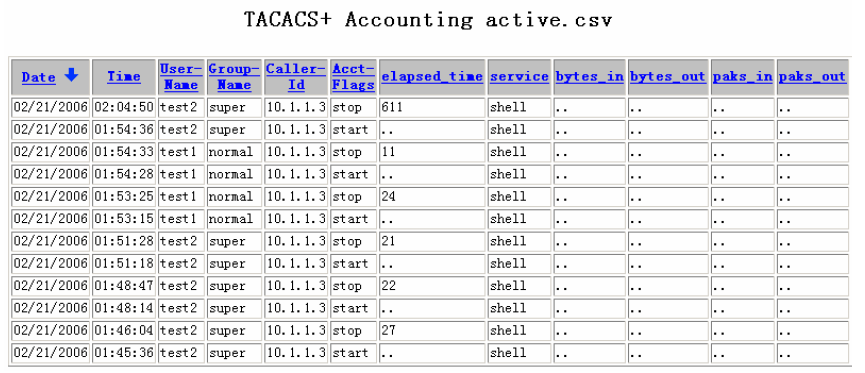 TACACS+ Accounting active.csv
Date Time User-Name Group-Name Caller-Id Acct-Flags elapsed_time service bytes_in bytes_out paks_in paks_out
02/21/2006 02:04:50 test2 super 10.1.1.3 stop 611 shell .. .. .. ..
02/21/2006 01:54:36 test2 super 10.1.1.3 start .. shell .. .. .. ..
02/21/2006 01:54:33 test1 normal 10.1.1.3 stop 11 shell .. .. .. ..
02/21/2006 01:54:28 test1 normal 10.1.1.3 start .. shell .. .. .. ..
02/21/2006 01:53:25 test1 normal 10.1.1.3 stop 24 shell .. .. .. ..
02/21/2006 01:53:15 test1 normal 10.1.1.3 start .. shell .. .. .. ..
02/21/2006 01:51:28 test2 super 10.1.1.3 stop 21 shell .. .. .. ..
02/21/2006 01:51:18 test2 super 10.1.1.3 start .. shell .. .. .. ..
02/21/2006 01:48:47 test2 super 10.1.1.3 stop 22 shell .. .. .. ..
02/21/2006 01:48:14 test2 super 10.1.1.3 start .. shell .. .. .. ..
02/21/2006 01:46:04 test2 super 10.1.1.3 stop 27 shell .. .. .. ..
02/21/2006 01:45:36 test2 super 10.1.1.3 start .. shell .. .. .. ..